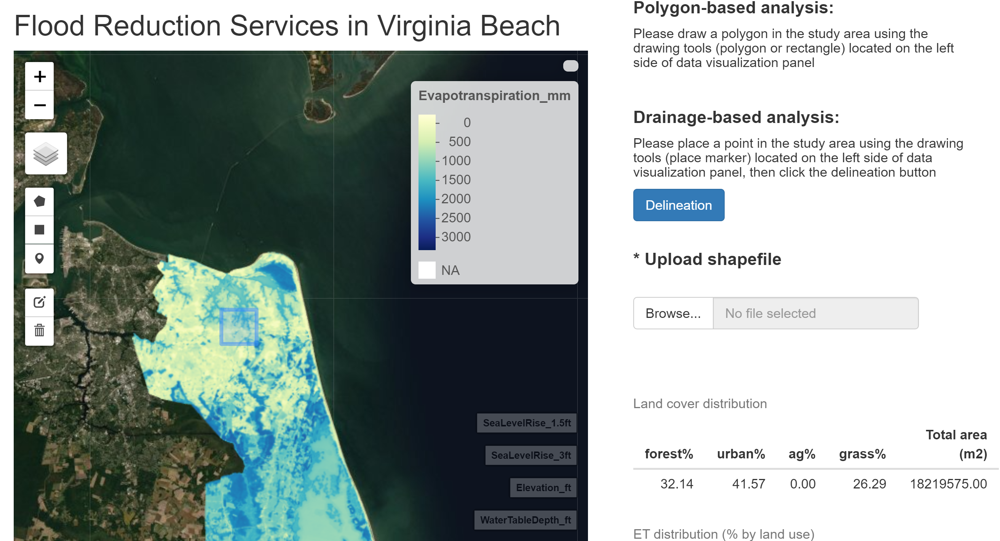 Flood Reduction Services in Virginia Beach
+
−
Evapotranspiration_mm
0
500
1000
1500
2000
2500
3000
NA
SeaLevelRise_1.5ft
SeaLevelRise_3ft
Elevation_ft
WaterTableDepth_ft
Polygon-based analysis:
Please draw a polygon in the study area using the
drawing tools (polygon or rectangle) located on the left
side of data visualization panel
Drainage-based analysis:
Please place a point in the study area using the drawing
tools (place marker) located on the left side of data
visualization panel, then click the delineation button
Delineation
* Upload shapefile
Browse... No file selected
Land cover distribution
Total area
forest% urban% ag% grass% (m2)
32.14 41.57 0.00 26.29 18219575.00
ET distribution (% by land use)